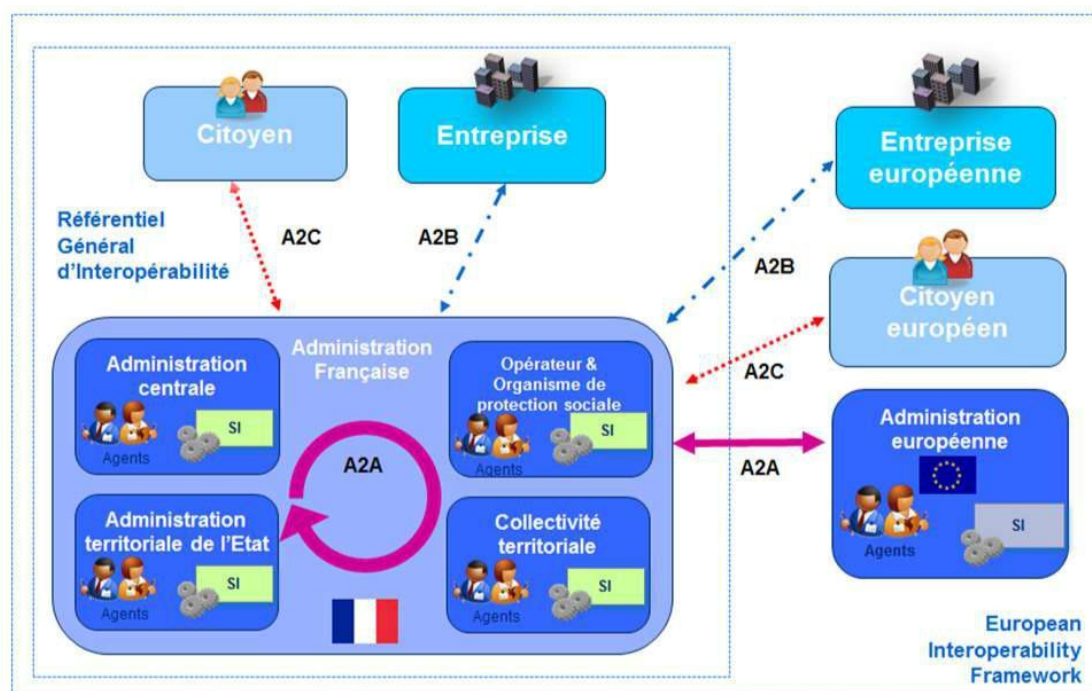 Citoyen
Entreprise
Entreprise
européenne
Référentiel
Général
d'Interopérabilité
A2C
A2B
A2B
Citoyen
européen
A2C
Administration
Française
Administration
centrale
SI
Agents
Opérateur &
Organisme de
protection sociale
SI
Agents
A2A
A2A
Administration
européenne
SI
Agents
Administration
territoriale de l'Etat
SI
Agents
Collectivité
territoriale
SI
Agents
European
Interoperability
Framework